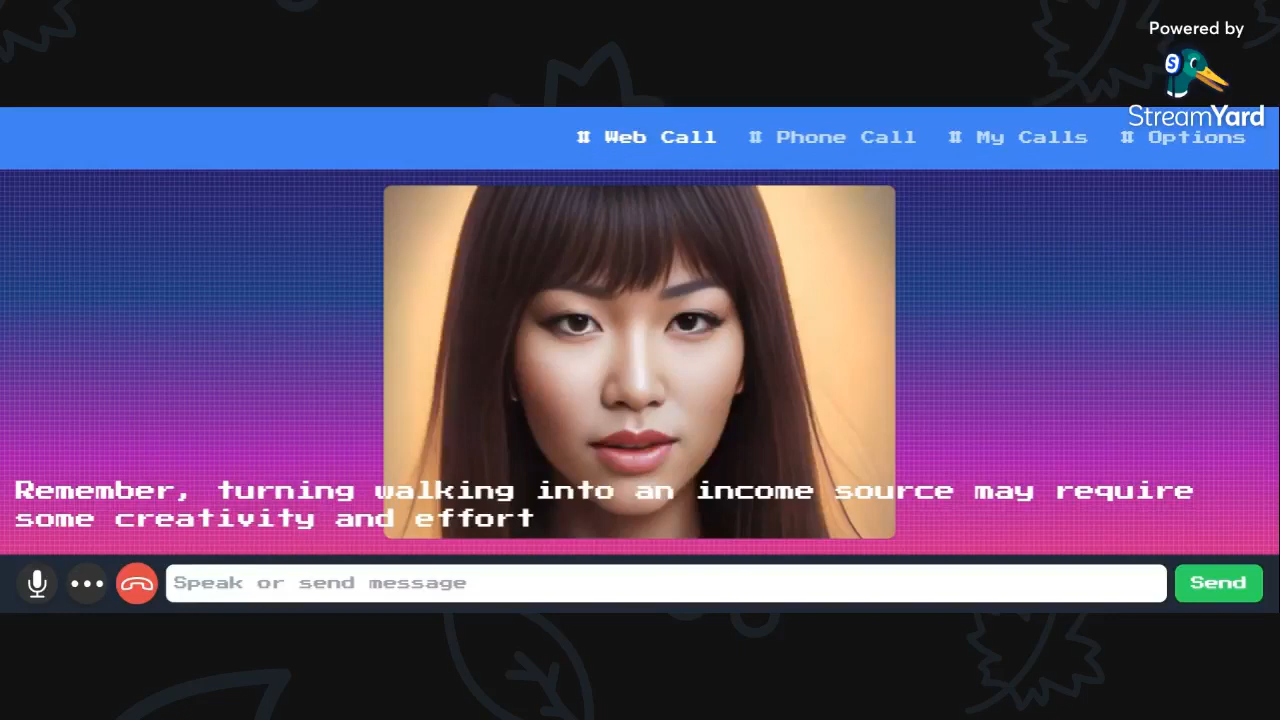 Powered by
S
StreamYard
# Web Call # Phone Call # My Calls # Options
Remember, turning walking into an income source may require
some creativity and effort
Speak or send message
Send